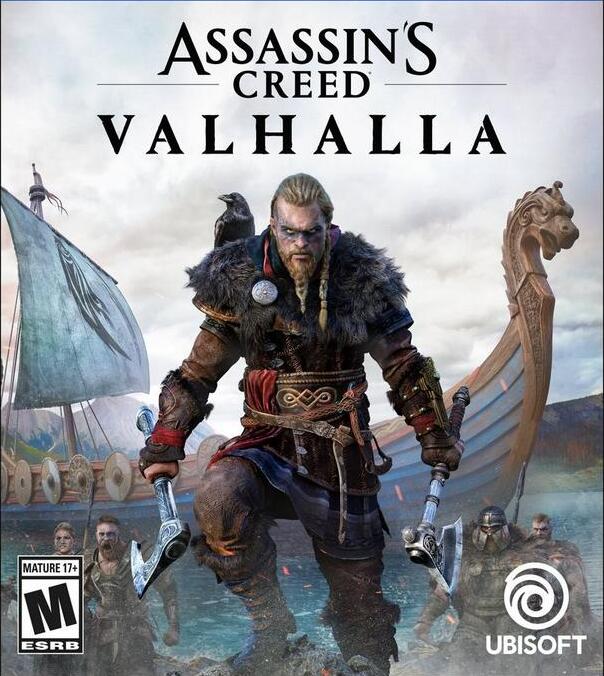 ASSASSIN'S
CREED
VALHALLA
MATURE 17+
M
ESRB
UBISOFT